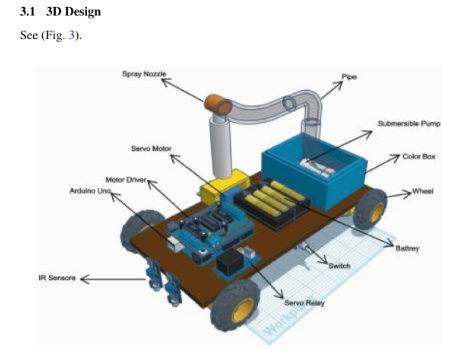 3.1 3D Design
See (Fig. 3).
Spray Nozzle
Pipe
Submersible Pump
Servo Motor
Color Box
Motor Driver
Arduino Uno
Wheel
Battrey
IR Sensors
Switch
Servo Relay
Workplane